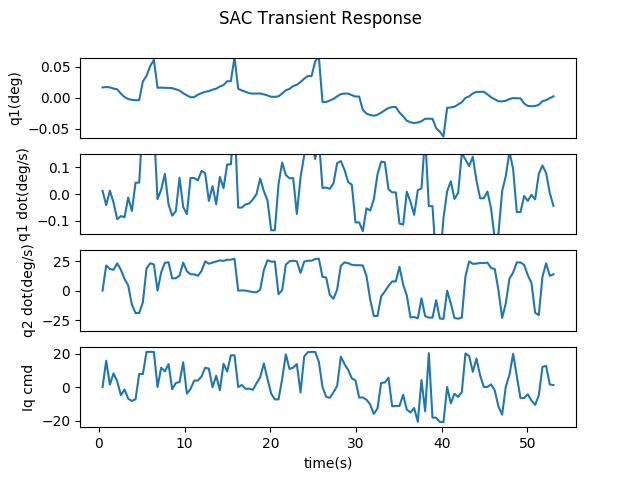 SAC Transient Response
q1(deg)
0.05
0.00
−0.05
q1 dot(deg/s)
0.1
0.0
−0.1
q2 dot(deg/s)
25
0
−25
Iq cmd
20
0
−20
0 10 20 30 40 50
time(s)